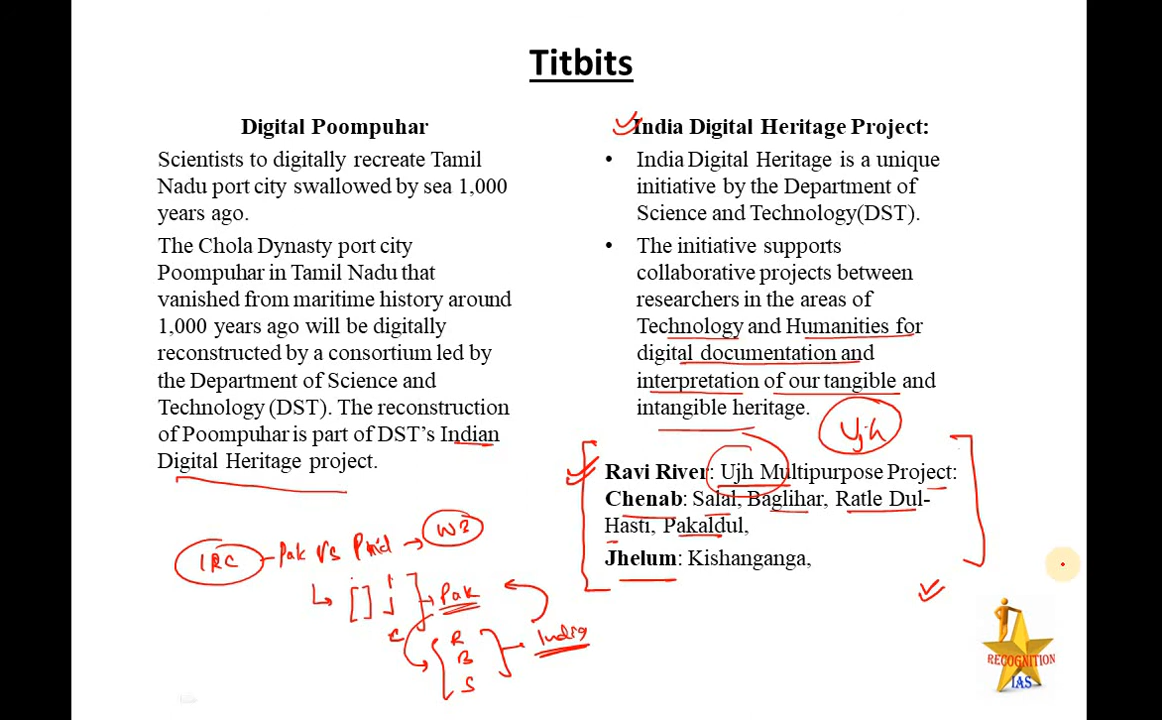 Titbits
Digital Poompuhar
Scientists to digitally recreate Tamil
Nadu port city swallowed by sea 1,000
years ago.
The Chola Dynasty port city
Poompuhar in Tamil Nadu that
vanished from maritime history around
1,000 years ago will be digitally
reconstructed by a consortium led by
the Department of Science and
Technology (DST). The reconstruction
of Poompuhar is part of DST's Indian
Digital Heritage project.
India Digital Heritage Project:
• India Digital Heritage is a unique
initiative by the Department of
Science and Technology(DST).
• The initiative supports
collaborative projects between
researchers in the areas of
Technology and Humanities for
digital documentation and
interpretation of our tangible and
intangible heritage.
Ujh
Ravi River: Ujh Multipurpose Project:
Chenab: Salal, Baglihar, Ratle Dul-
Hasti, Pakaldul,
Jhelum: Kishanganga,
Pak Vs
Pak
R
B
S
India
RECOGNITION
IAS